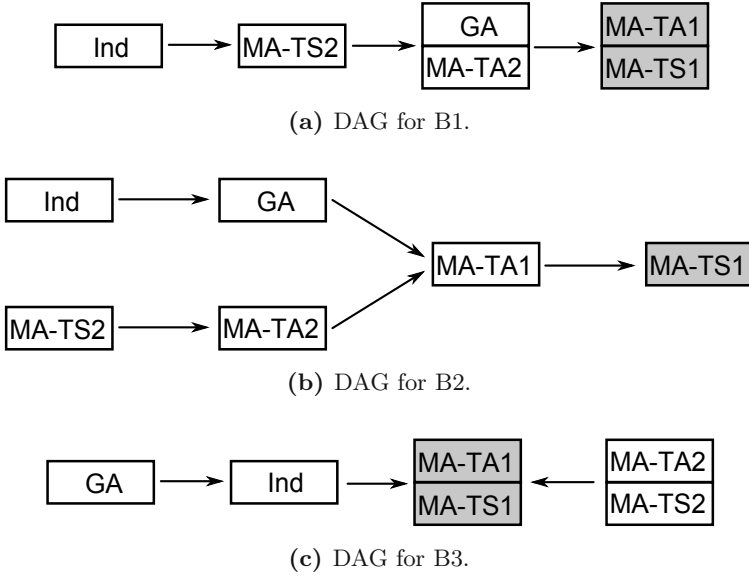 Ind MA-TS2 GA MA-TA1
MA-TA2 MA-TS1
(a) DAG for B1.
Ind GA
MA-TA1 MA-TS1
MA-TS2 MA-TA2
(b) DAG for B2.
GA Ind MA-TA1 MA-TA2
MA-TS1 MA-TS2
(c) DAG for B3.